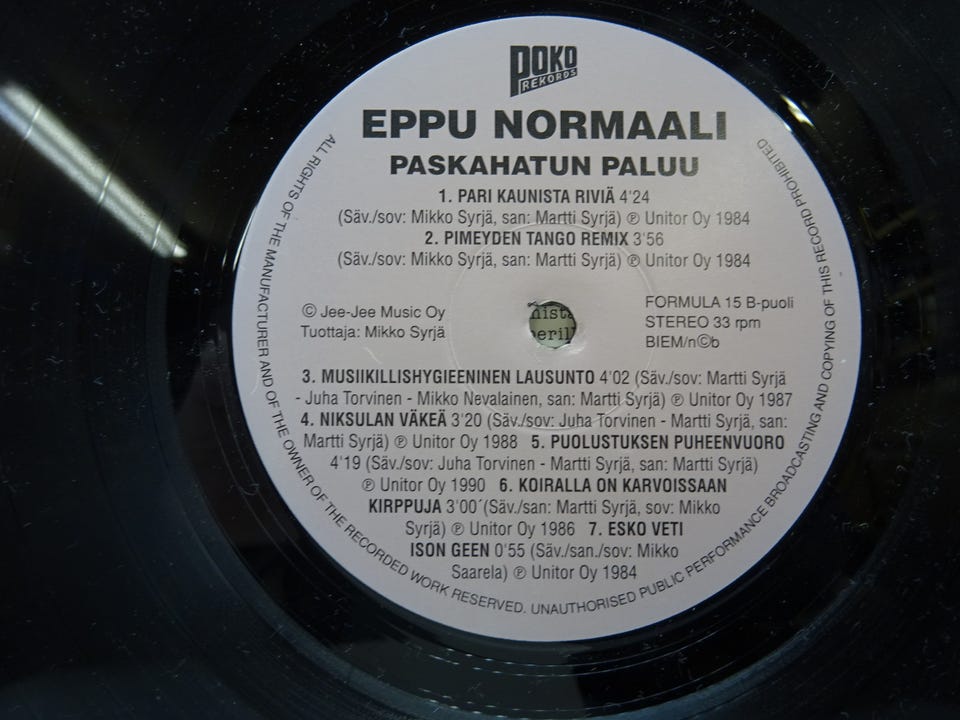 POKO
REKORDS
EPPU NORMAALI
PASKAHATUN PALUU
1. PARI KAUNISTA RIVIÄ 4'24
(Säv./sov: Mikko Syrjä, san: Martti Syrjä) ℗ Unitor Oy 1984
2. PIMEYDEN TANGO REMIX 3'56
(Säv./sov: Mikko Syrjä, san: Martti Syrjä) ℗ Unitor Oy 1984
© Jee-Jee Music Oy
Tuottaja: Mikko Syrjä
FORMULA 15 B-puoli
STEREO 33 rpm
BIEM/n©b
3. MUSIIKILLISHYGIEENINEN LAUSUNTO 4'02 (Säv./sov: Martti Syrjä
- Juha Torvinen - Mikko Nevalainen, san: Martti Syrjä) ℗ Unitor Oy 1987
4. NIKSULAN VÄKEÄ 3'20 (Säv./sov: Juha Torvinen - Martti Syrjä, san:
Martti Syrjä) ℗ Unitor Oy 1988 5. PUOLUSTUKSEN PUHEENVUORO
4'19 (Säv./sov: Juha Torvinen - Martti Syrjä, san: Martti Syrjä)
℗ Unitor Oy 1990 6. KOIRALLA ON KARVOISSAAN
KIRPPUJA 3'00´(Säv./san: Martti Syrjä, sov: Mikko
Syrjä) ℗ Unitor Oy 1986 7. ESKO VETI
ISON GEEN 0'55 (Säv./san./sov: Mikko
Saarela) ℗ Unitor Oy 1984
ALL RIGHTS OF THE MANUFACTURER AND OF THE OWNER OF THE RECORDED WORK RESERVED. UNAUTHORISED PUBLIC PERFORMANCE BROADCASTING AND COPYING OF THIS RECORD PROHIBITED